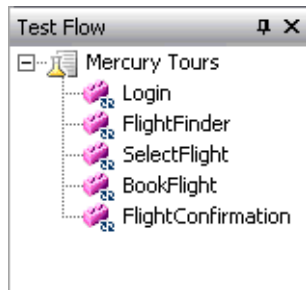 Test Flow
Mercury Tours
Login
FlightFinder
SelectFlight
BookFlight
FlightConfirmation